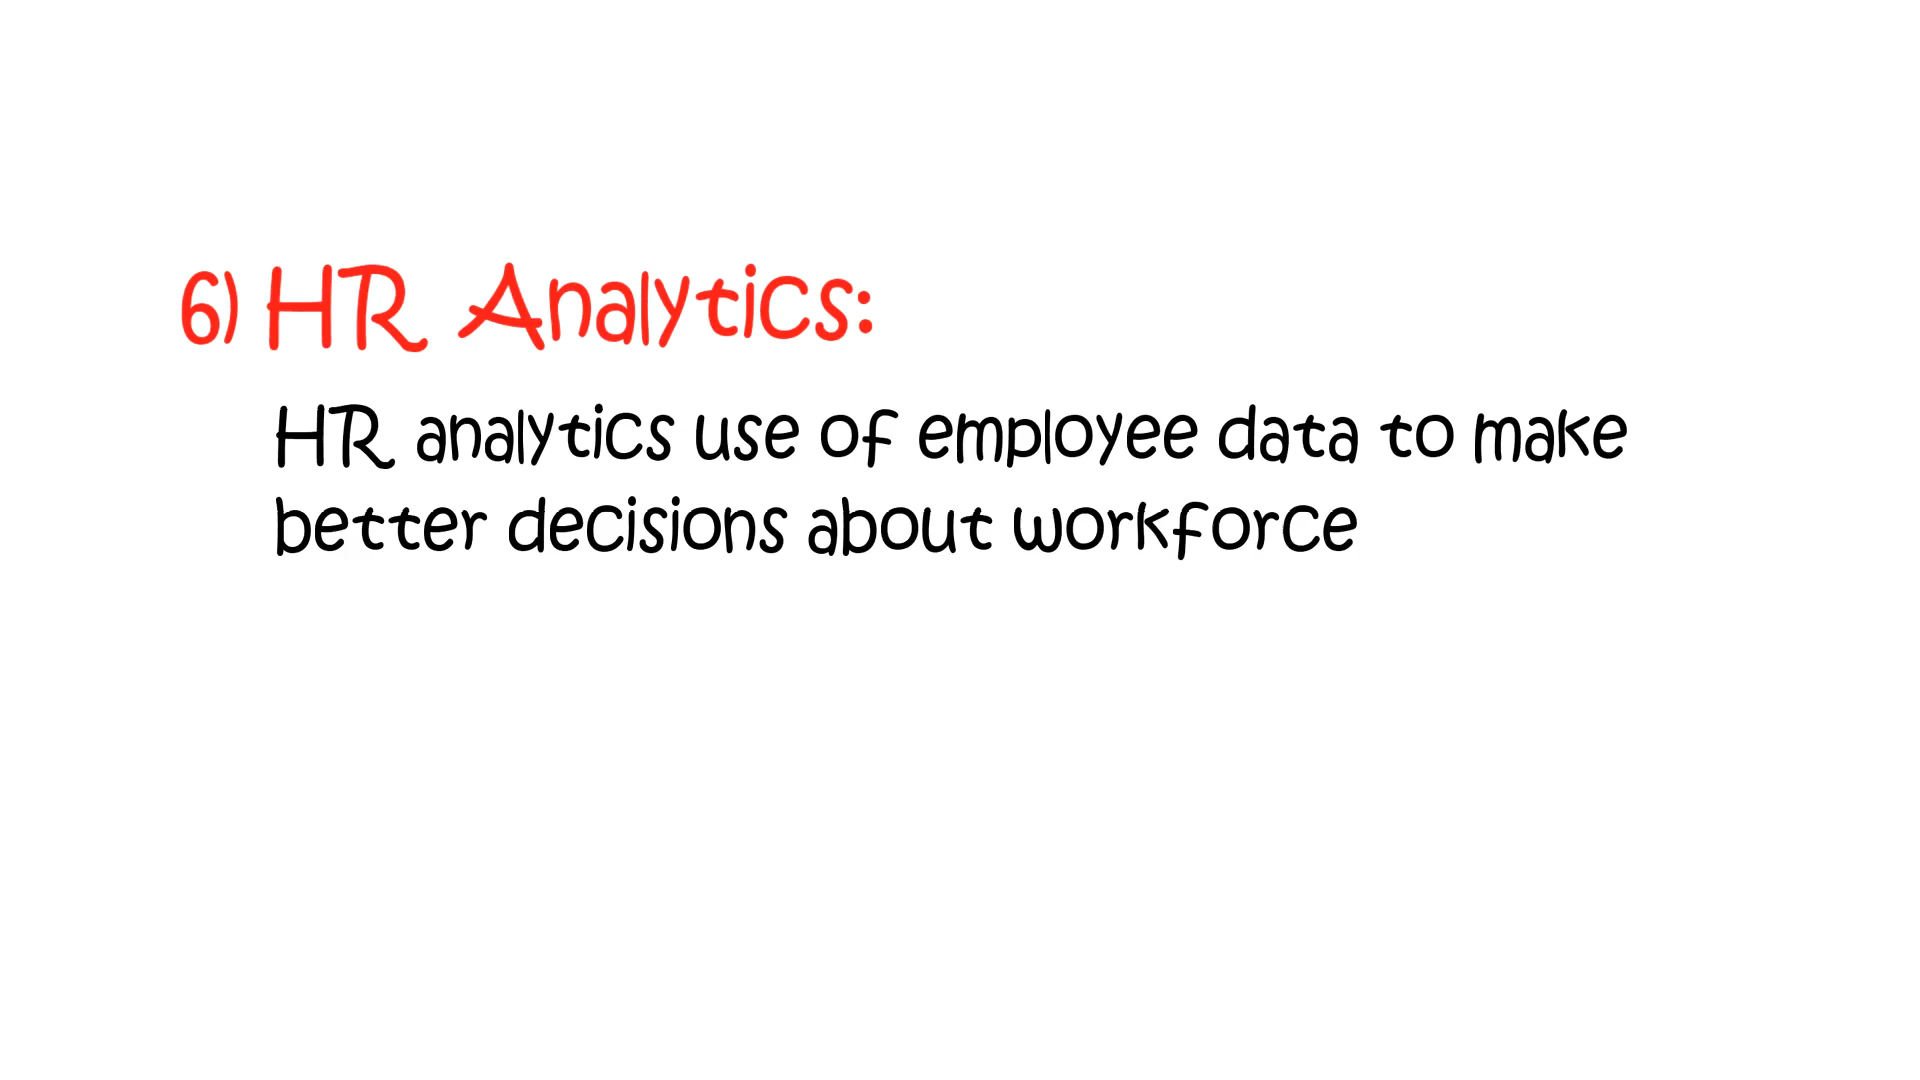 6) HR Analytics:
HR analytics use of employee data to make
better decisions about workforce